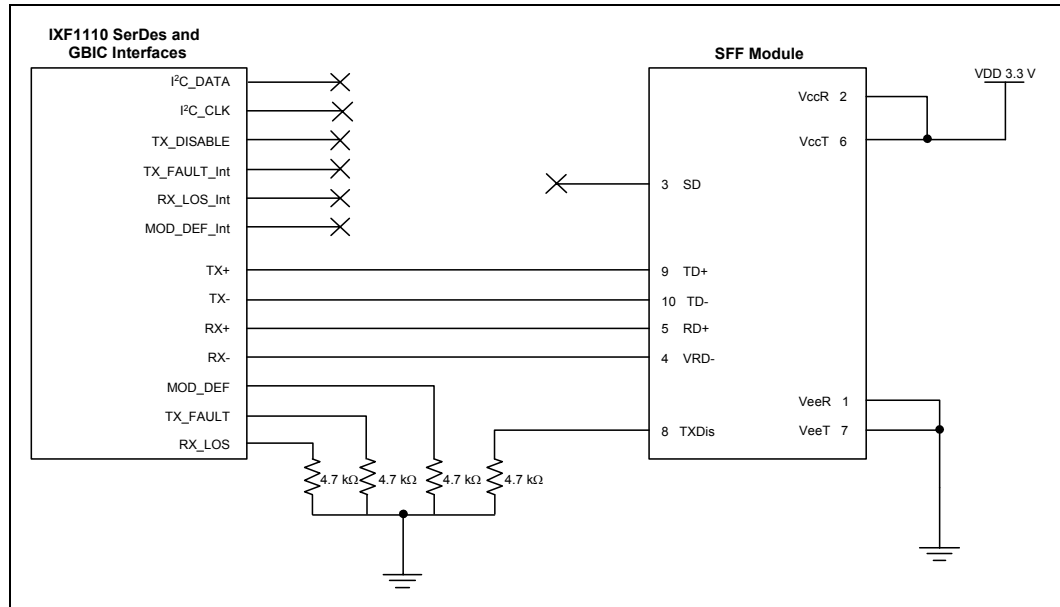 IXF1110 SerDes and
GBIC Interfaces
I²C_DATA
I²C_CLK
TX_DISABLE
TX_FAULT_Int
RX_LOS_Int
MOD_DEF_Int
TX+
TX-
RX+
RX-
MOD_DEF
TX_FAULT
RX_LOS
4.7 kΩ
4.7 kΩ
4.7 kΩ
4.7 kΩ
SFF Module
VccR 2
VccT 6
3 SD
9 TD+
10 TD-
5 RD+
4 VRD-
VeeR 1
VeeT 7
8 TXDis
VDD 3.3 V